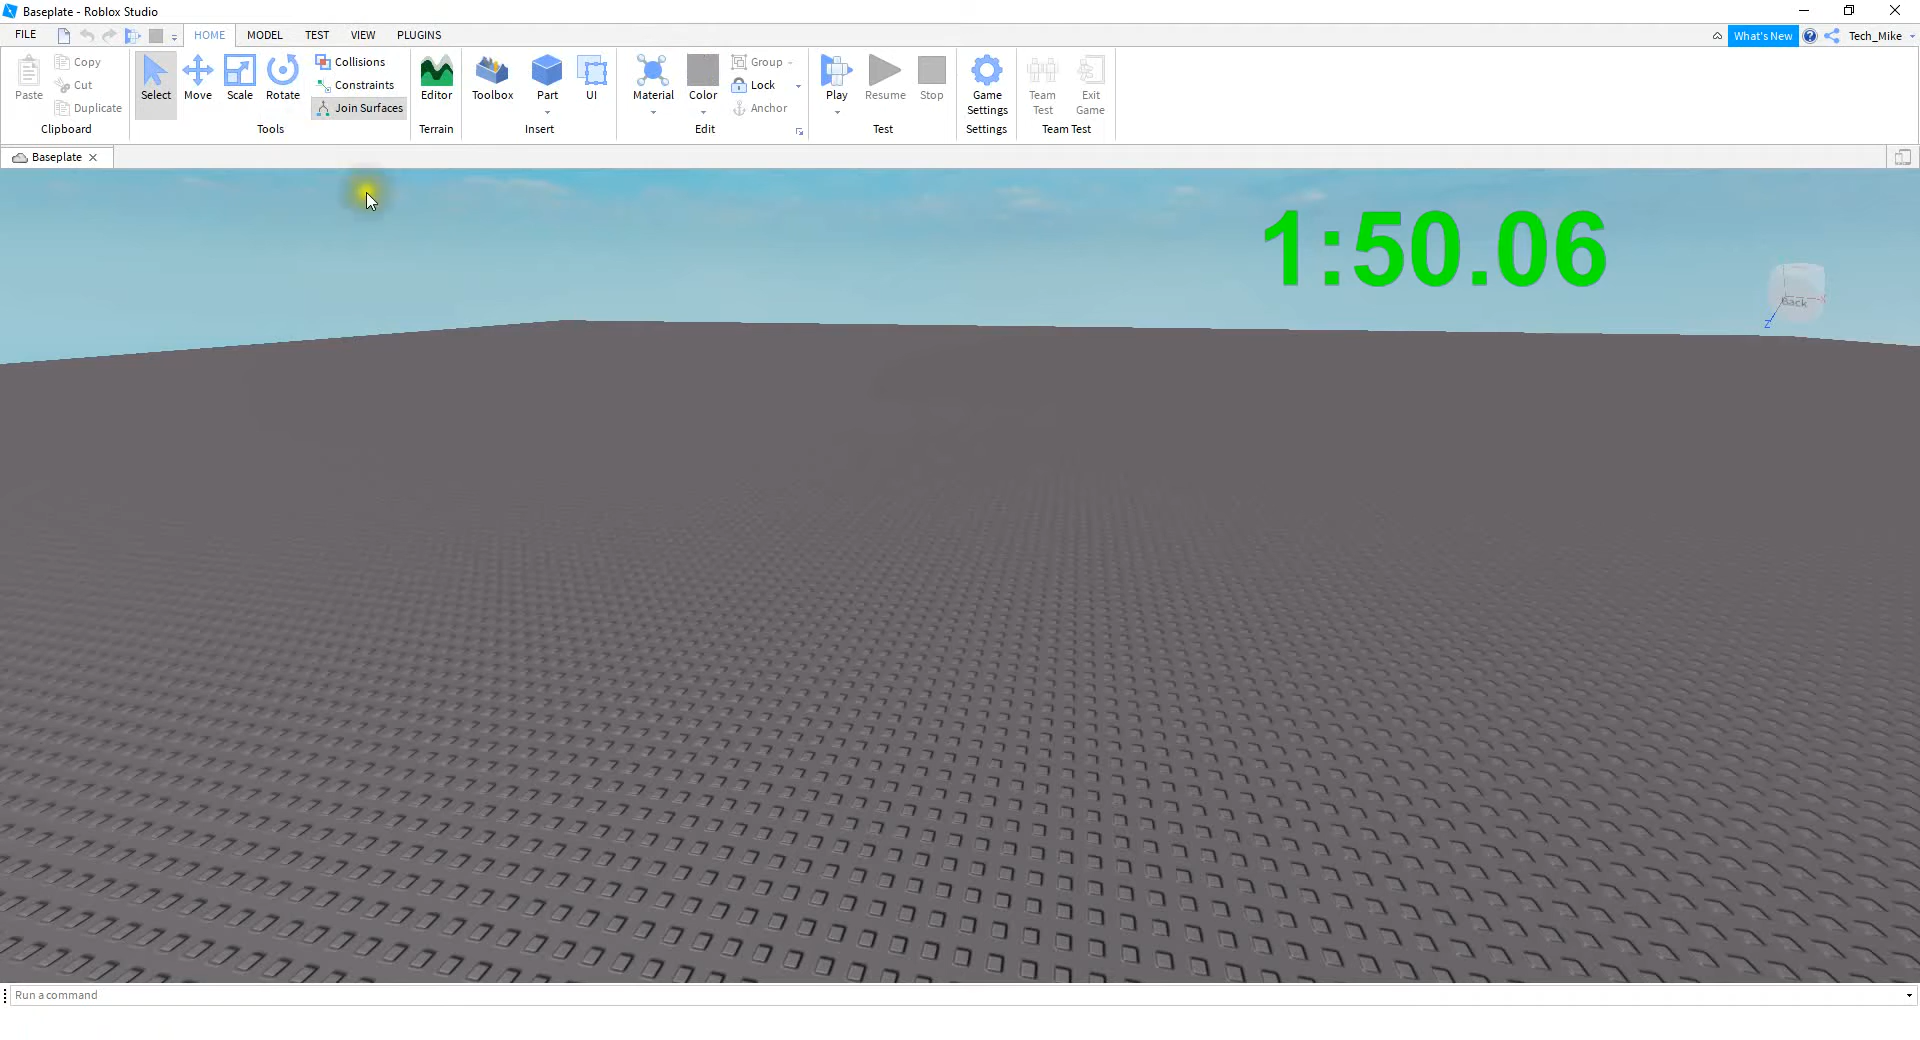 Baseplate - Roblox Studio
FILE HOME MODEL TEST VIEW PLUGINS What's New Tech_Mike
Paste Copy Cut Duplicate Clipboard
Select Move Scale Rotate Collisions Constraints Join Surfaces Tools
Editor Terrain
Toolbox Part UI Insert
Material Color Group Lock Anchor Edit
Play Resume Stop Test
Game Settings Settings
Team Test Exit Game Team Test
Baseplate
1:50.06
Back
Z
X
Run a command